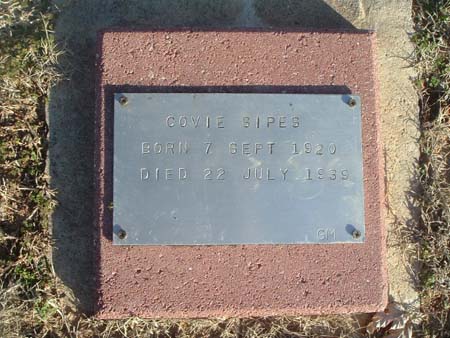 COVIE SIPES
BORN 7 SEPT 1920
DIED 22 JULY 1939
GM